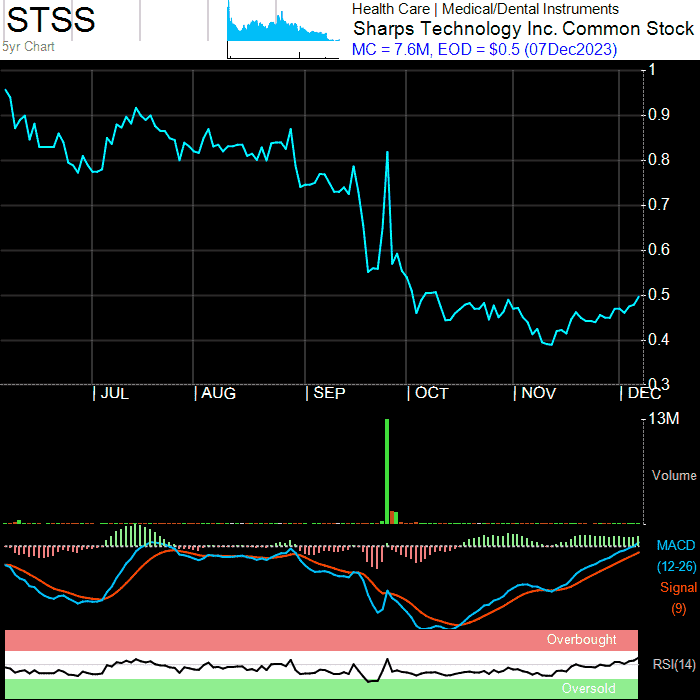 STSS
5yr Chart
Health Care | Medical/Dental Instruments
Sharps Technology Inc. Common Stock
MC = 7.6M, EOD = $0.5 (07Dec2023)
1
0.9
0.8
0.7
0.6
0.5
0.4
0.3
JUL AUG SEP OCT NOV DEC
13M
Volume
MACD
(12-26)
Signal
(9)
Overbought
RSI(14)
Oversold